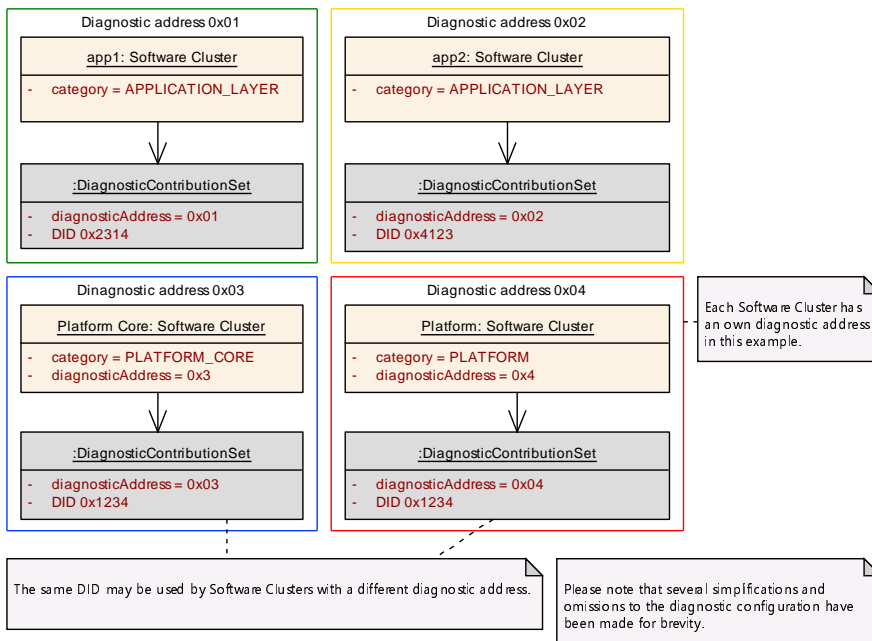 Diagnostic address 0x01
app1: Software Cluster
- category = APPLICATION_LAYER
:DiagnosticContributionSet
- diagnosticAddress = 0x01
- DID 0x2314
Diagnostic address 0x02
app2: Software Cluster
- category = APPLICATION_LAYER
:DiagnosticContributionSet
- diagnosticAddress = 0x02
- DID 0x4123
Dinagnostic address 0x03
Platform Core: Software Cluster
- category = PLATFORM_CORE
- diagnosticAddress = 0x3
:DiagnosticContributionSet
- diagnosticAddress = 0x03
- DID 0x1234
Diagnostic address 0x04
Platform: Software Cluster
- category = PLATFORM
- diagnosticAddress = 0x4
:DiagnosticContributionSet
- diagnosticAddress = 0x04
- DID 0x1234
Each Software Cluster has
an own diagnostic address
in this example.
The same DID may be used by Software Clusters with a different diagnostic address.
Please note that several simplifications and
omissions to the diagnostic configuration have
been made for brevity.